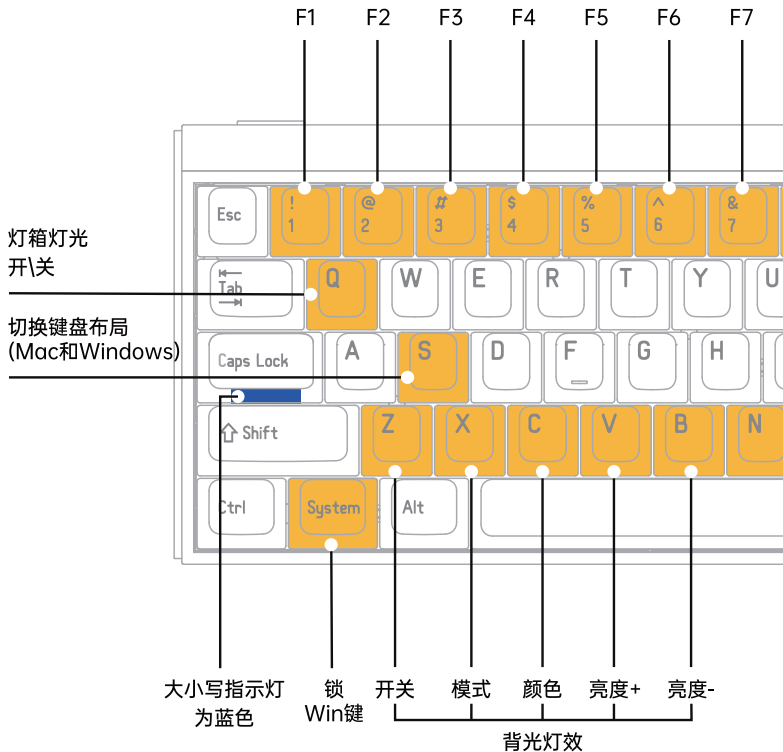 F1 F2 F3 F4 F5 F6 F7
Esc ! 1 @ 2 # 3 $ 4 % 5 ^ 6 & 7
灯箱灯光
开\关
Tab Q W E R T Y U
切换键盘布局
(Mac和Windows)
Caps Lock A S D F G H
Shift Z X C V B N
Ctrl System Alt
大小写指示灯
为蓝色
锁
Win键
开关 模式 颜色 亮度+ 亮度-
背光灯效